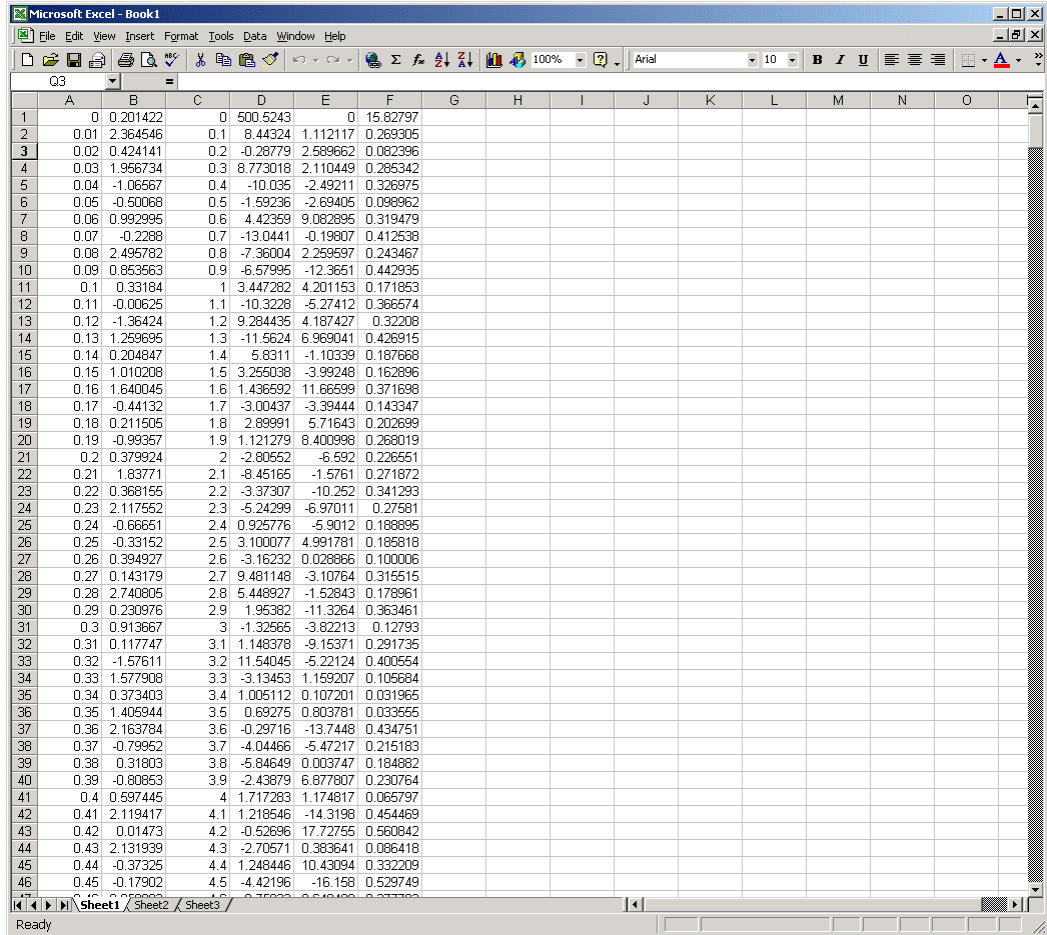 Microsoft Excel - Book1
File Edit View Insert Format Tools Data Window Help
100% Arial 10 B I U
Q3 =
A B C D E F G H I J K L M N O
1 0 0.201422 0 500.5243 0 15.82797
2 0.01 2.364546 0.1 8.44324 1.112117 0.269305
3 0.02 0.424141 0.2 -0.28779 2.589662 0.082396
4 0.03 1.956734 0.3 8.773018 2.110449 0.285342
5 0.04 -1.06567 0.4 -10.035 -2.49211 0.326975
6 0.05 -0.50068 0.5 -1.59236 -2.69405 0.098962
7 0.06 0.992995 0.6 4.42359 9.082895 0.319479
8 0.07 -0.2288 0.7 -13.0441 -0.19807 0.412538
9 0.08 2.495782 0.8 -7.36004 2.259597 0.243467
10 0.09 0.853563 0.9 -6.57995 -12.3651 0.442935
11 0.1 0.33184 1 3.447282 4.201153 0.171853
12 0.11 -0.00625 1.1 -10.3228 -5.27412 0.366574
13 0.12 -1.36424 1.2 9.284435 4.187427 0.32208
14 0.13 1.259695 1.3 -11.5624 6.969041 0.426915
15 0.14 0.204847 1.4 5.8311 -1.10339 0.187668
16 0.15 1.010208 1.5 3.255038 -3.99248 0.162896
17 0.16 1.640045 1.6 1.436592 11.66599 0.371698
18 0.17 -0.44132 1.7 -3.00437 -3.39444 0.143347
19 0.18 0.211505 1.8 2.89991 5.71643 0.202699
20 0.19 -0.99357 1.9 1.121279 8.400998 0.268019
21 0.2 0.379924 2 -2.80552 -6.592 0.226551
22 0.21 1.83771 2.1 -8.45165 -1.5761 0.271872
23 0.22 0.368155 2.2 -3.37307 -10.252 0.341293
24 0.23 2.117552 2.3 -5.24299 -6.97011 0.27581
25 0.24 -0.66651 2.4 0.925776 -5.9012 0.188895
26 0.25 -0.33152 2.5 3.100077 4.991781 0.185818
27 0.26 0.394927 2.6 -3.16232 0.028866 0.100006
28 0.27 0.143179 2.7 9.481148 -3.10764 0.315515
29 0.28 2.740805 2.8 5.448927 -1.52843 0.178961
30 0.29 0.230976 2.9 1.95382 -11.3264 0.363461
31 0.3 0.913667 3 -1.32565 -3.82213 0.12793
32 0.31 0.117747 3.1 1.148378 -9.15371 0.291735
33 0.32 -1.57611 3.2 11.54045 -5.22124 0.400554
34 0.33 1.577908 3.3 -3.13453 1.159207 0.105684
35 0.34 0.373403 3.4 1.005112 0.107201 0.031965
36 0.35 1.405944 3.5 0.69275 0.803781 0.033555
37 0.36 2.163784 3.6 -0.29716 -13.7448 0.434751
38 0.37 -0.79952 3.7 -4.04466 -5.47217 0.215183
39 0.38 0.31803 3.8 -5.84649 0.003747 0.184882
40 0.39 -0.80853 3.9 -2.43879 6.877807 0.230764
41 0.4 0.597445 4 1.717283 1.174817 0.065797
42 0.41 2.119417 4.1 1.218546 -14.3198 0.454469
43 0.42 0.01473 4.2 -0.52696 17.72755 0.560842
44 0.43 2.131939 4.3 -2.70571 0.383641 0.086418
45 0.44 -0.37325 4.4 1.248446 10.43094 0.332209
46 0.45 -0.17902 4.5 -4.42196 -16.158 0.529749
Sheet1 Sheet2 Sheet3
Ready